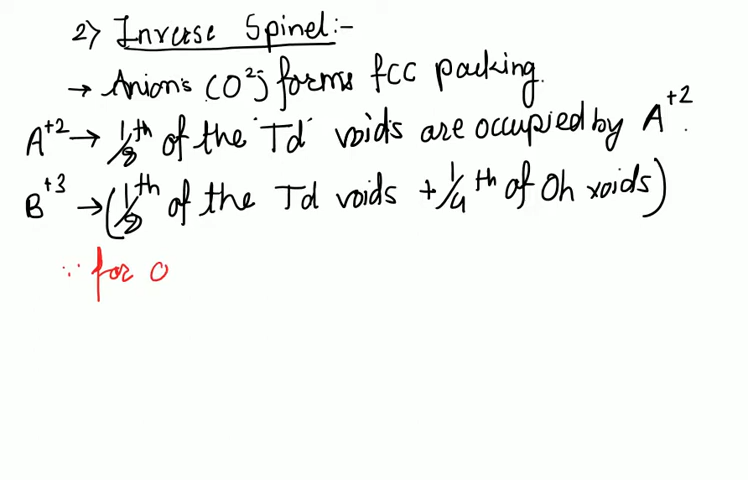 2) Inverse Spinel :-
→ Anion's (O²⁻) forms fcc packing.
A⁺² → 1/8ᵗʰ of the 'Td' voids are occupied by A⁺².
B⁺³ → (1/8ᵗʰ of the Td voids + 1/4ᵗʰ of Oh voids)
∵ for O